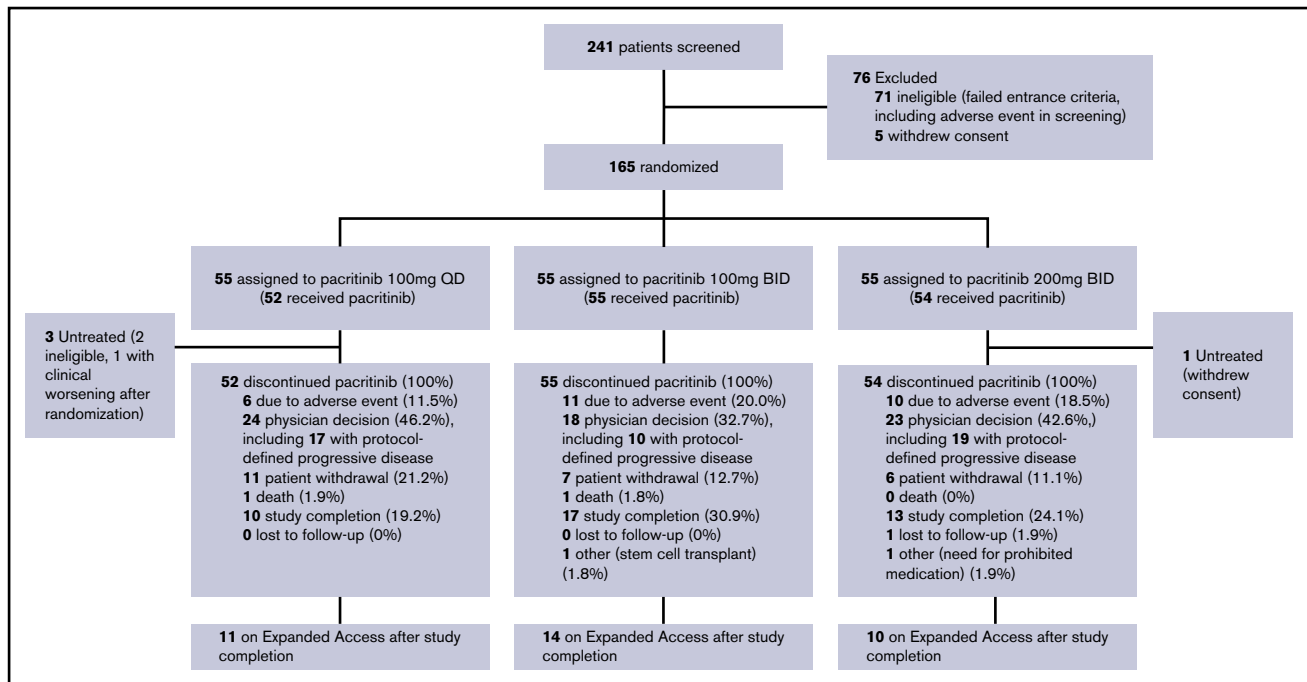 241 patients screened
76 Excluded
71 ineligible (failed entrance criteria,
including adverse event in screening)
5 withdrew consent
165 randomized
55 assigned to pacritinib 100mg QD
(52 received pacritinib)
55 assigned to pacritinib 100mg BID
(55 received pacritinib)
55 assigned to pacritinib 200mg BID
(54 received pacritinib)
3 Untreated (2
ineligible, 1 with
clinical
worsening after
randomization)
1 Untreated
(withdrew
consent)
52 discontinued pacritinib (100%)
6 due to adverse event (11.5%)
24 physician decision (46.2%),
including 17 with protocol-
defined progressive disease
11 patient withdrawal (21.2%)
1 death (1.9%)
10 study completion (19.2%)
0 lost to follow-up (0%)
55 discontinued pacritinib (100%)
11 due to adverse event (20.0%)
18 physician decision (32.7%),
including 10 with protocol-
defined progressive disease
7 patient withdrawal (12.7%)
1 death (1.8%)
17 study completion (30.9%)
0 lost to follow-up (0%)
1 other (stem cell transplant)
(1.8%)
54 discontinued pacritinib (100%)
10 due to adverse event (18.5%)
23 physician decision (42.6%,)
including 19 with protocol-
defined progressive disease
6 patient withdrawal (11.1%)
0 death (0%)
13 study completion (24.1%)
1 lost to follow-up (1.9%)
1 other (need for prohibited
medication) (1.9%)
11 on Expanded Access after study
completion
14 on Expanded Access after study
completion
10 on Expanded Access after study
completion